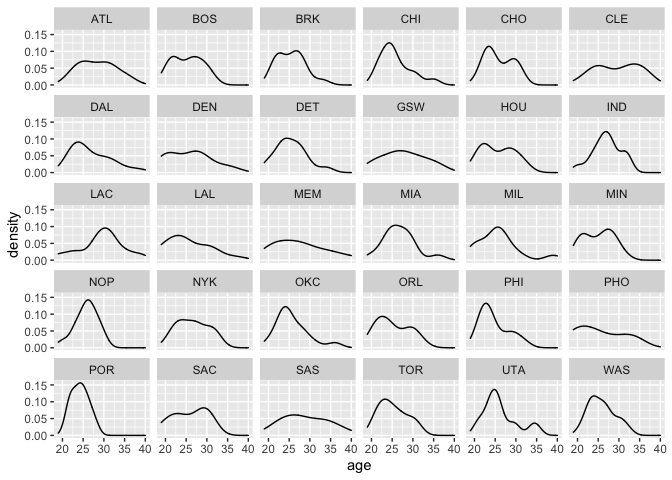 ATL BOS BRK CHI CHO CLE
0.15
0.10
0.05
0.00
DAL DEN DET GSW HOU IND
0.15
0.10
0.05
0.00
LAC LAL MEM MIA MIL MIN
0.15
0.10
0.05
0.00
density
NOP NYK OKC ORL PHI PHO
0.15
0.10
0.05
0.00
POR SAC SAS TOR UTA WAS
0.15
0.10
0.05
0.00
20 25 30 35 40 20 25 30 35 40 20 25 30 35 40 20 25 30 35 40 20 25 30 35 40 20 25 30 35 40
age